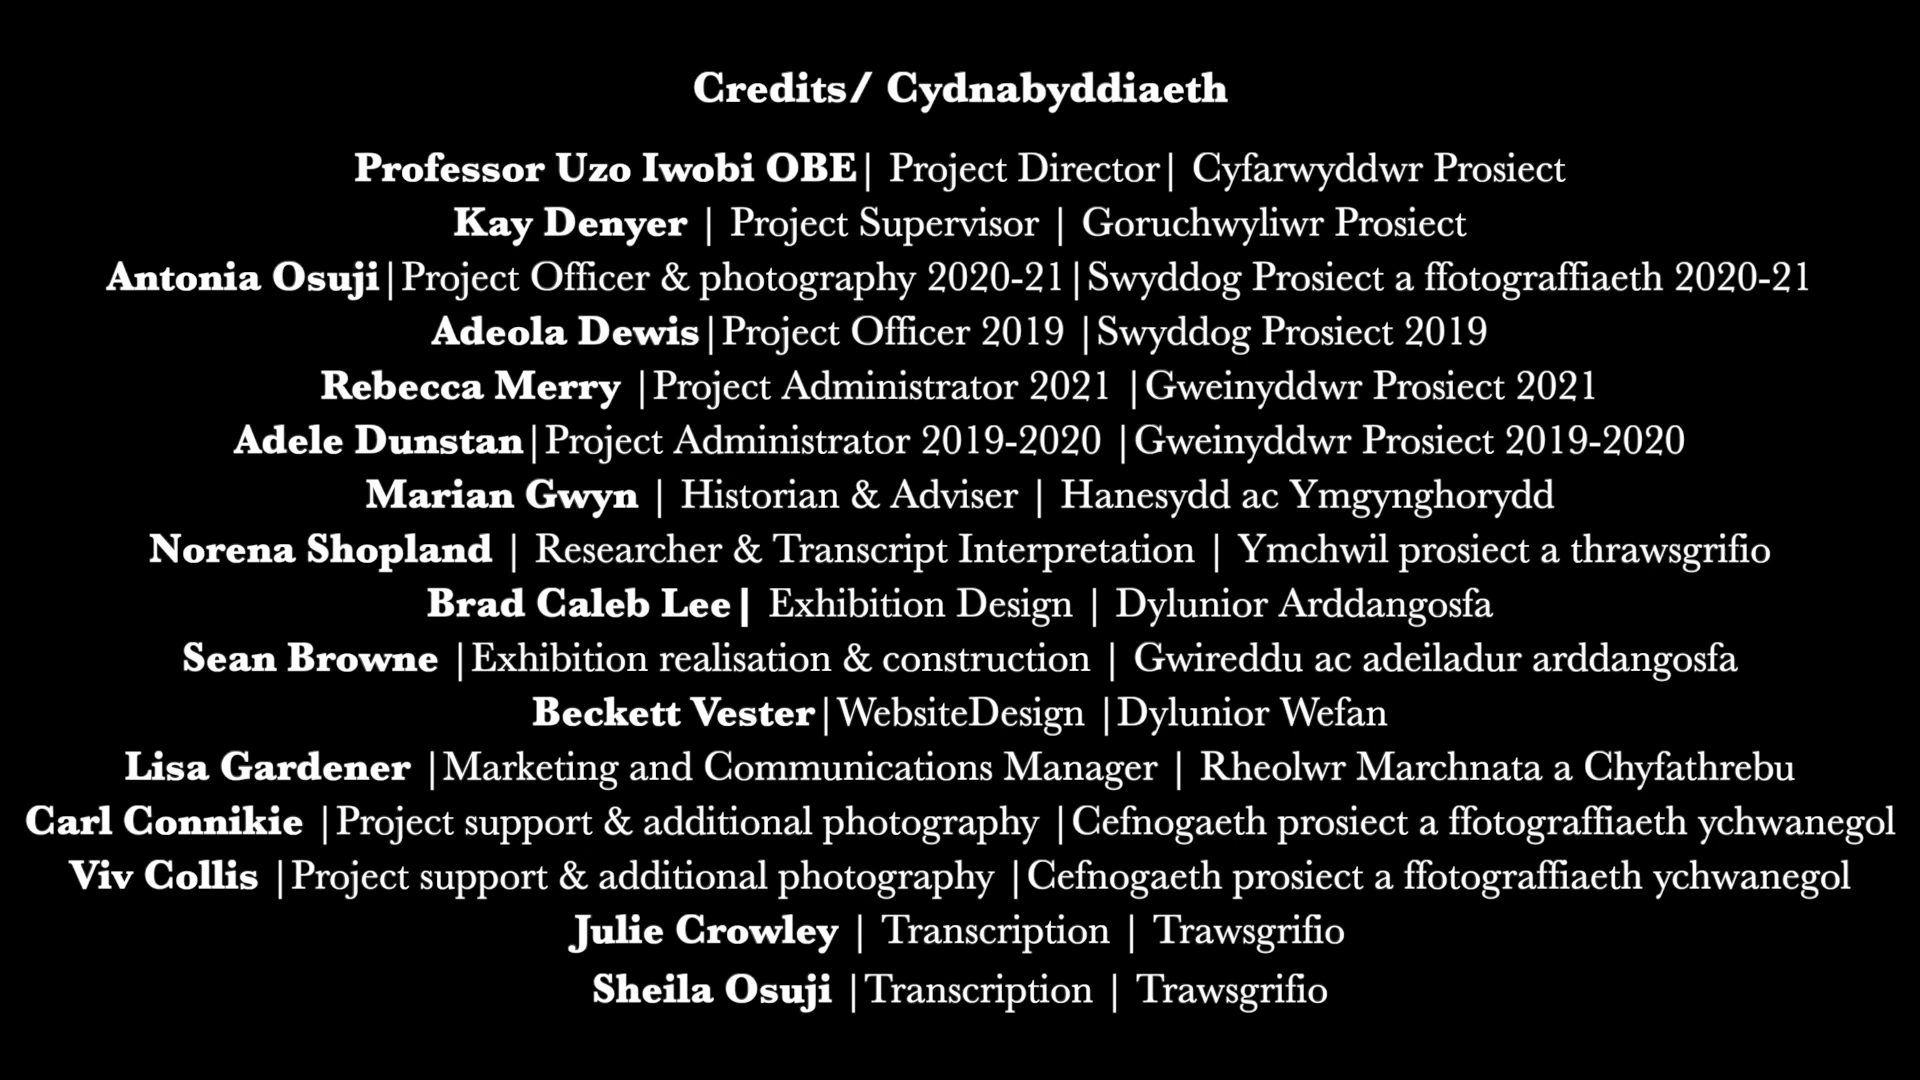 Credits/ Cydnabyddiaeth
Professor Uzo Iwobi OBE| Project Director| Cyfarwyddwr Prosiect
Kay Denyer | Project Supervisor | Goruchwyliwr Prosiect
Antonia Osuji|Project Officer & photography 2020-21|Swyddog Prosiect a ffotograffiaeth 2020-21
Adeola Dewis|Project Officer 2019 |Swyddog Prosiect 2019
Rebecca Merry |Project Administrator 2021 |Gweinyddwr Prosiect 2021
Adele Dunstan|Project Administrator 2019-2020 |Gweinyddwr Prosiect 2019-2020
Marian Gwyn | Historian & Adviser | Hanesydd ac Ymgynghorydd
Norena Shopland | Researcher & Transcript Interpretation | Ymchwil prosiect a thrawsgrifio
Brad Caleb Lee| Exhibition Design | Dylunior Arddangosfa
Sean Browne |Exhibition realisation & construction | Gwireddu ac adeiladur arddangosfa
Beckett Vester|WebsiteDesign |Dylunior Wefan
Lisa Gardener |Marketing and Communications Manager | Rheolwr Marchnata a Chyfathrebu
Carl Connikie |Project support & additional photography |Cefnogaeth prosiect a ffotograffiaeth ychwanegol
Viv Collis |Project support & additional photography |Cefnogaeth prosiect a ffotograffiaeth ychwanegol
Julie Crowley | Transcription | Trawsgrifio
Sheila Osuji |Transcription | Trawsgrifio